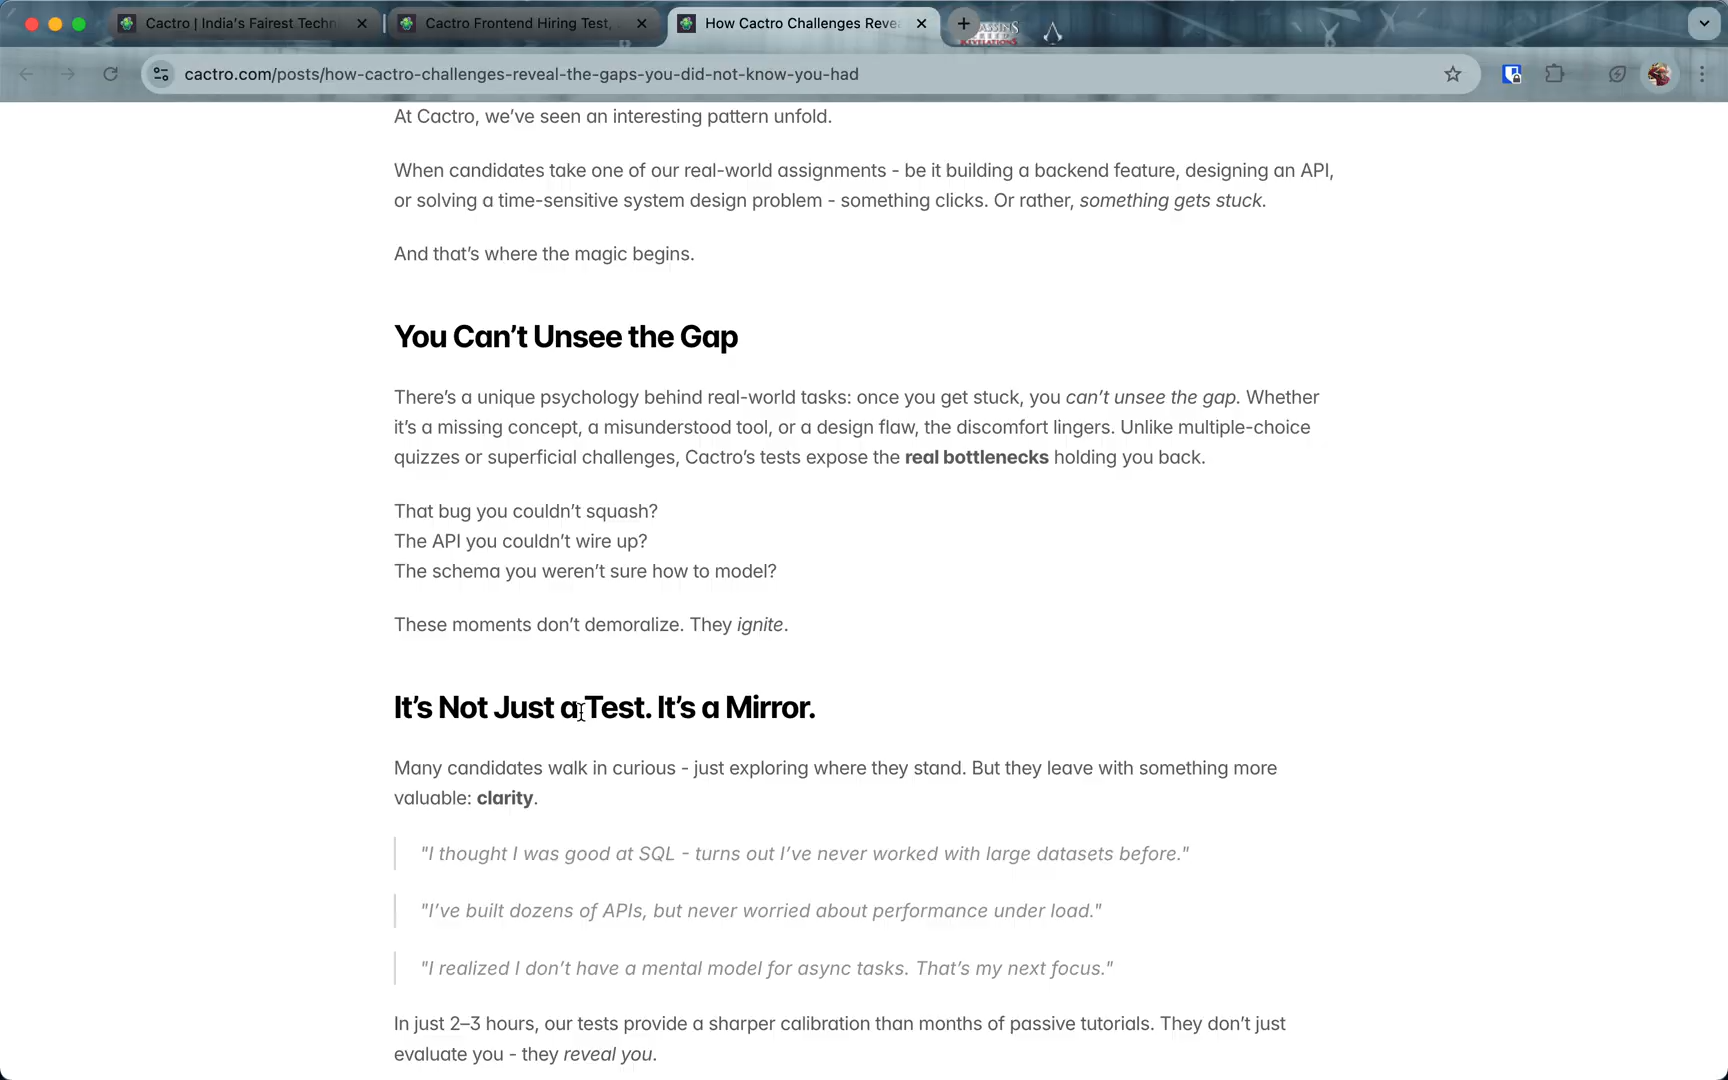 Cactro | India's Fairest Techn
Cactro Frontend Hiring Test,
How Cactro Challenges Reve
cactro.com/posts/how-cactro-challenges-reveal-the-gaps-you-did-not-know-you-had
At Cactro, we've seen an interesting pattern unfold.
When candidates take one of our real-world assignments - be it building a backend feature, designing an API,
or solving a time-sensitive system design problem - something clicks. Or rather, something gets stuck.
And that's where the magic begins.
You Can't Unsee the Gap
There's a unique psychology behind real-world tasks: once you get stuck, you can't unsee the gap. Whether
it's a missing concept, a misunderstood tool, or a design flaw, the discomfort lingers. Unlike multiple-choice
quizzes or superficial challenges, Cactro's tests expose the real bottlenecks holding you back.
That bug you couldn't squash?
The API you couldn't wire up?
The schema you weren't sure how to model?
These moments don't demoralize. They ignite.
It's Not Just a Test. It's a Mirror.
Many candidates walk in curious - just exploring where they stand. But they leave with something more
valuable: clarity.
"I thought I was good at SQL - turns out I've never worked with large datasets before."
"I've built dozens of APIs, but never worried about performance under load."
"I realized I don't have a mental model for async tasks. That's my next focus."
In just 2–3 hours, our tests provide a sharper calibration than months of passive tutorials. They don't just
evaluate you - they reveal you.